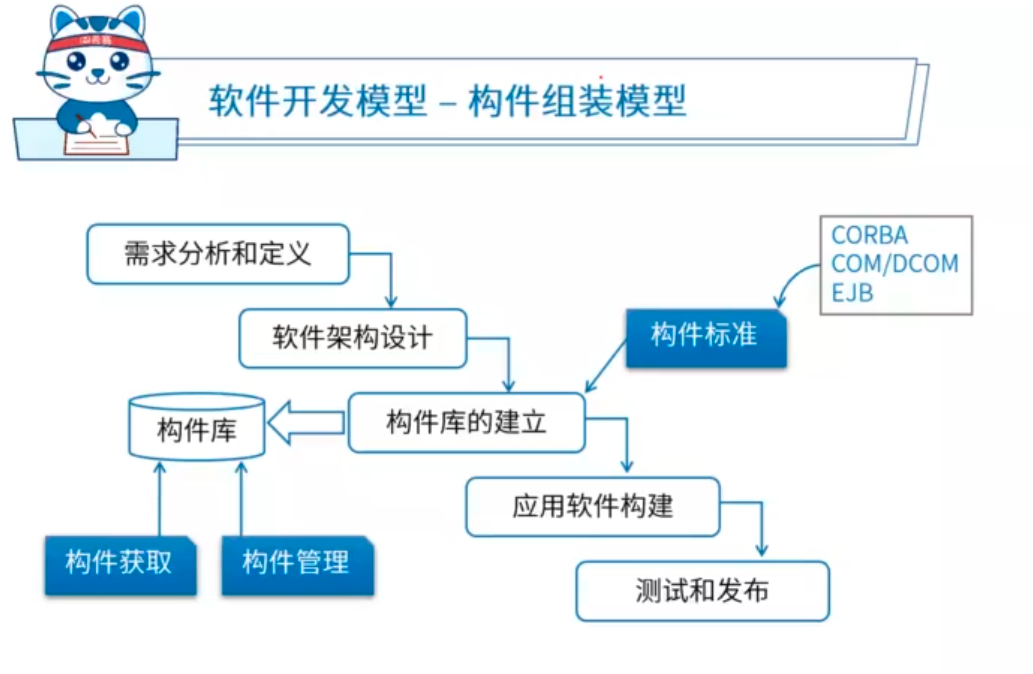 软件开发模型 – 构件组装模型
需求分析和定义
CORBA
COM/DCOM
EJB
软件架构设计
构件标准
构件库
构件库的建立
应用软件构建
构件获取
构件管理
测试和发布